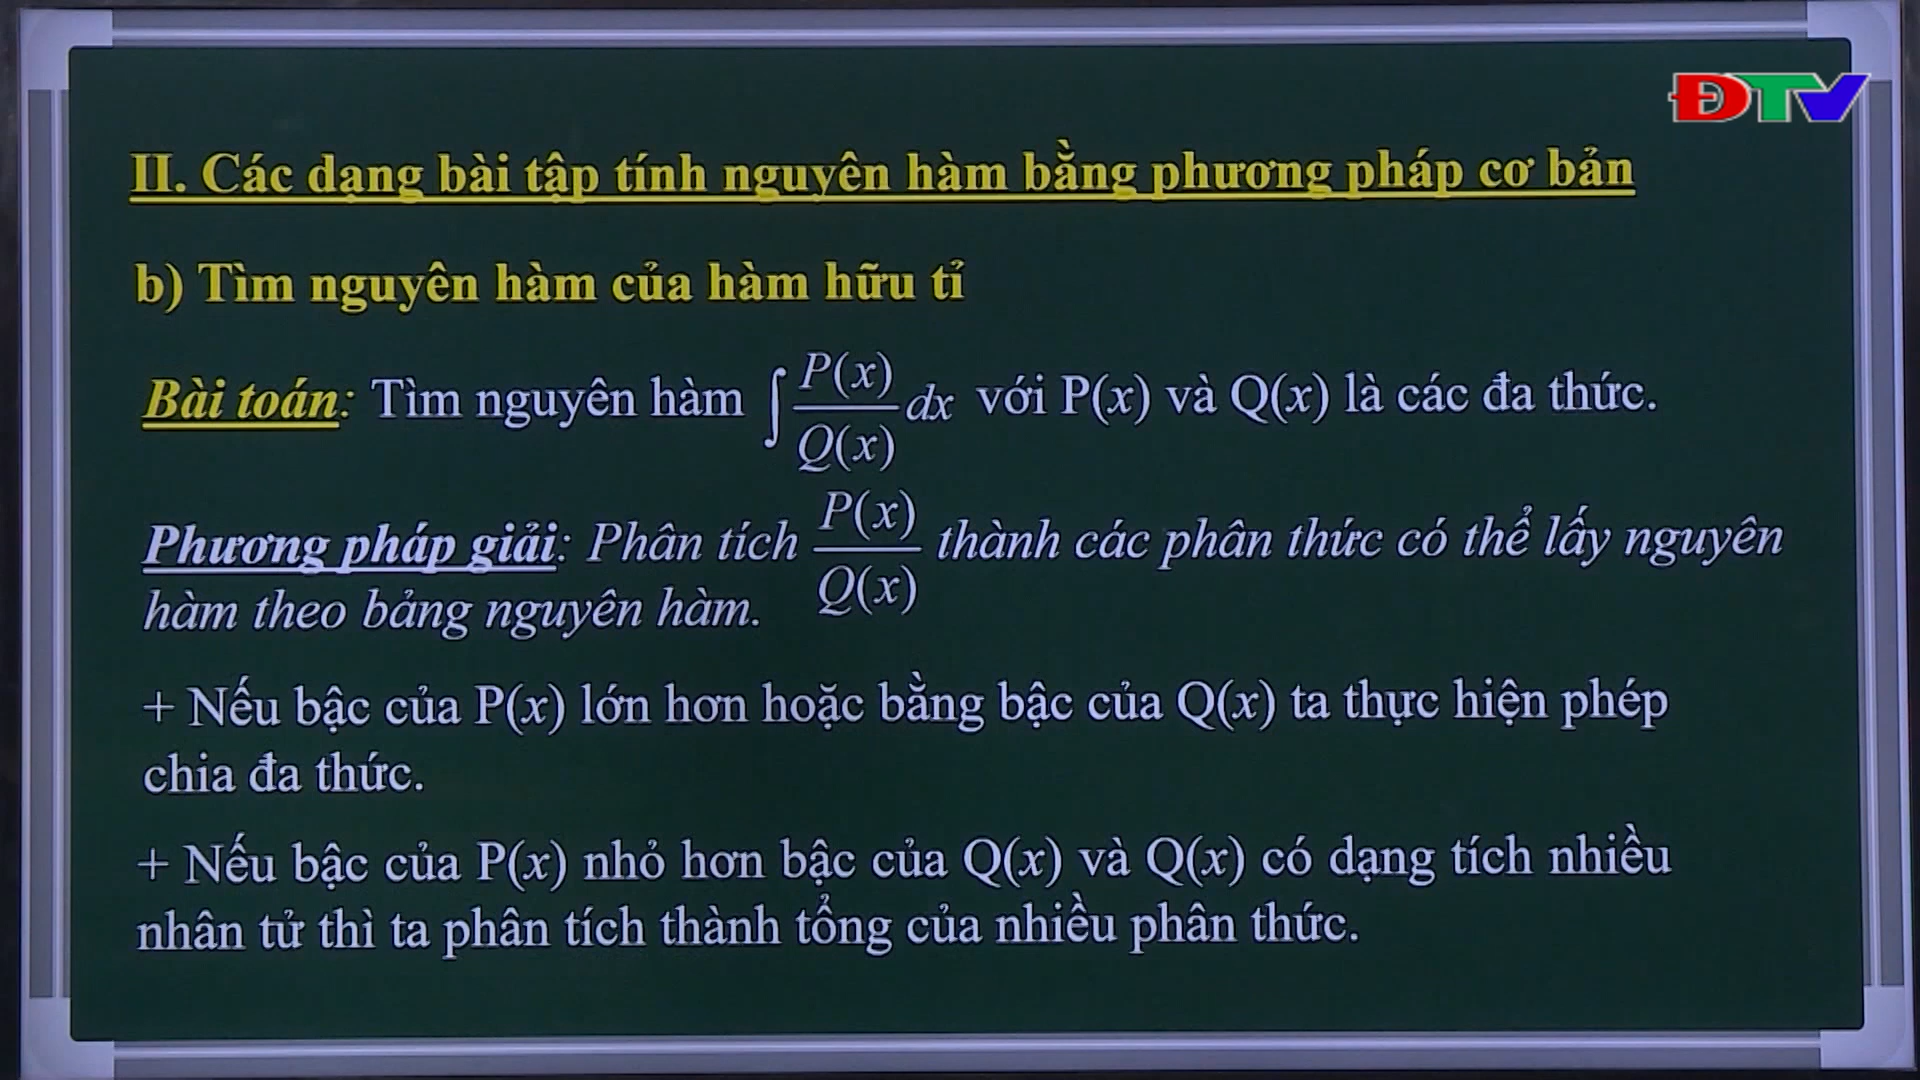 ĐTV
II. Các dạng bài tập tính nguyên hàm bằng phương pháp cơ bản
b) Tìm nguyên hàm của hàm hữu tỉ
Bài toán: Tìm nguyên hàm ∫ P(x)/Q(x) dx với P(x) và Q(x) là các đa thức.
Phương pháp giải: Phân tích P(x)/Q(x) thành các phân thức có thể lấy nguyên
hàm theo bảng nguyên hàm.
+ Nếu bậc của P(x) lớn hơn hoặc bằng bậc của Q(x) ta thực hiện phép
chia đa thức.
+ Nếu bậc của P(x) nhỏ hơn bậc của Q(x) và Q(x) có dạng tích nhiều
nhân tử thì ta phân tích thành tổng của nhiều phân thức.